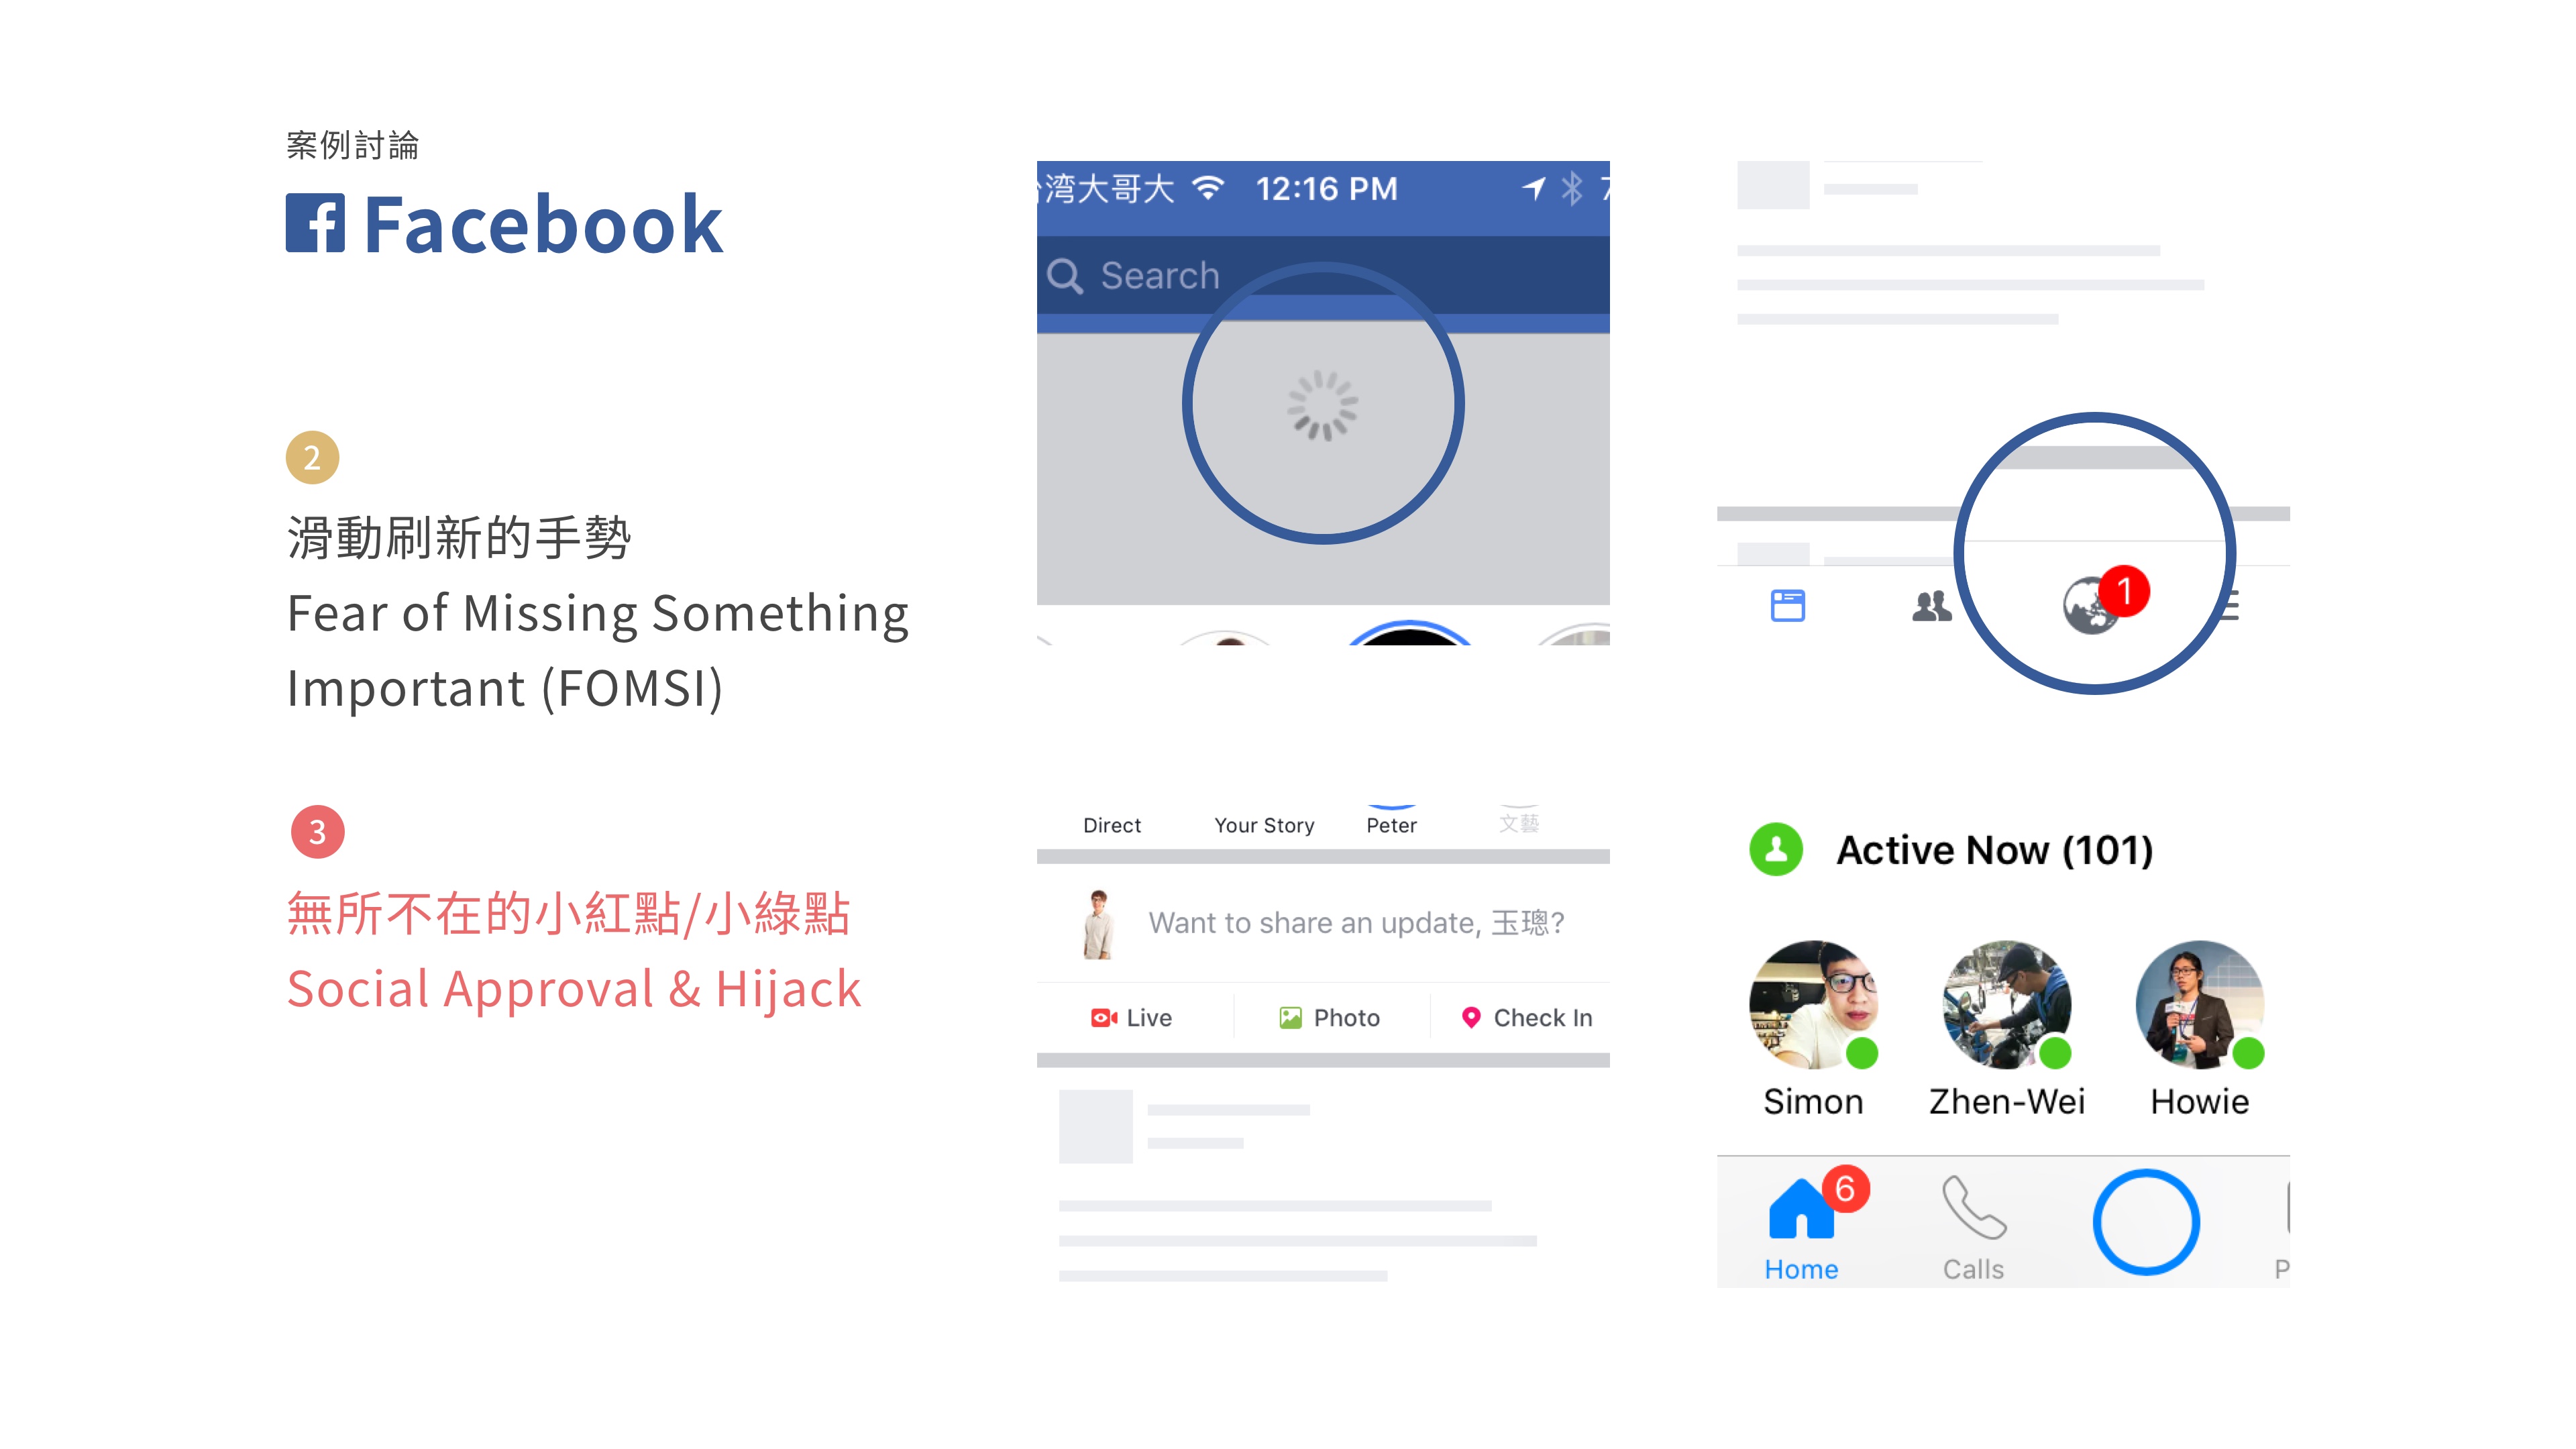 案例討論
Facebook
2
滑動刷新的手勢
Fear of Missing Something
Important (FOMSI)
3
無所不在的小紅點/小綠點
Social Approval & Hijack
湾大哥大 12:16 PM 7
Search
1
Direct Your Story Peter 文藝
Want to share an update, 玉璁?
Live Photo Check In
Active Now (101)
Simon Zhen-Wei Howie
6
Home Calls P